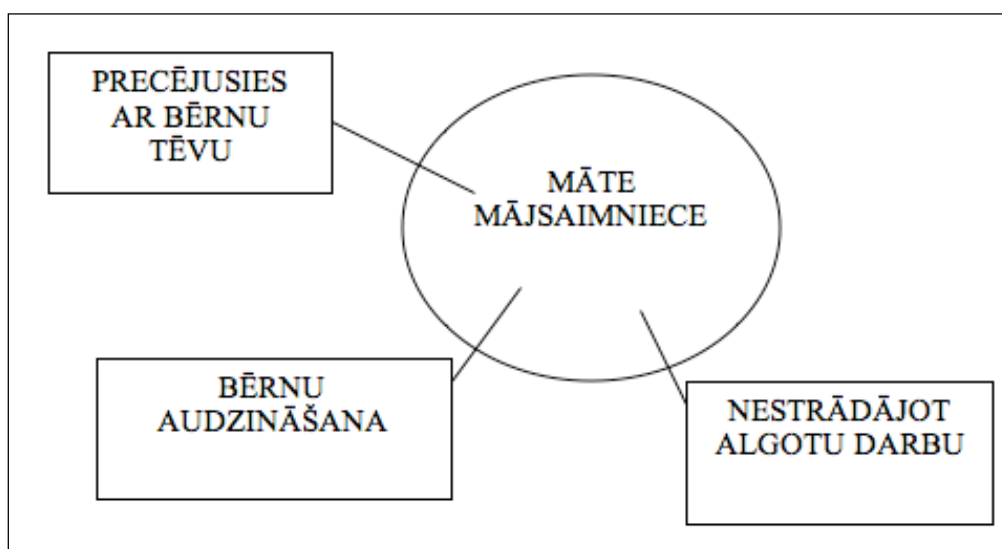 PRECĒJUSIES
AR BĒRNU
TĒVU
MĀTE
MĀJSAIMNIECE
BĒRNU
AUDZINĀŠANA
NESTRĀDĀJOT
ALGOTU DARBU